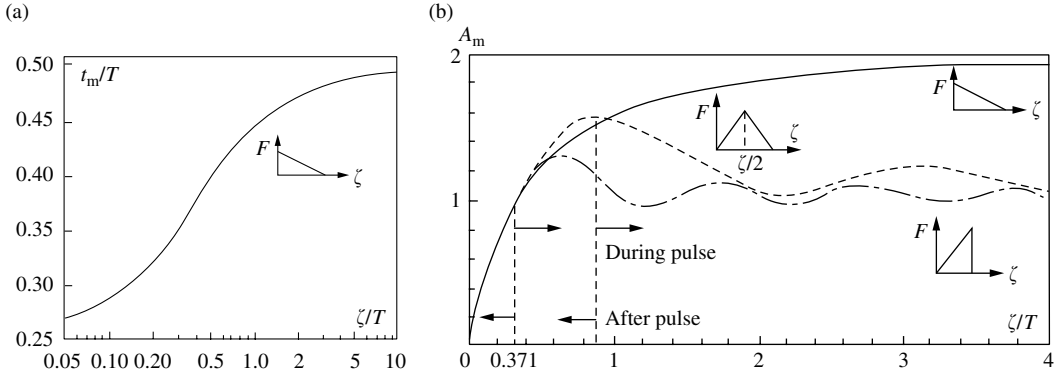 (a)
0.50
t_m/T
0.45
0.40
0.35
0.30
0.25
F
ζ
ζ/T
0.05 0.10 0.20 0.5 1.0 2 5 10
(b)
A_m
2
1
0
F
ζ
F
ζ
ζ/2
F
ζ
During pulse
After pulse
ζ/T
0 0.371 1 2 3 4